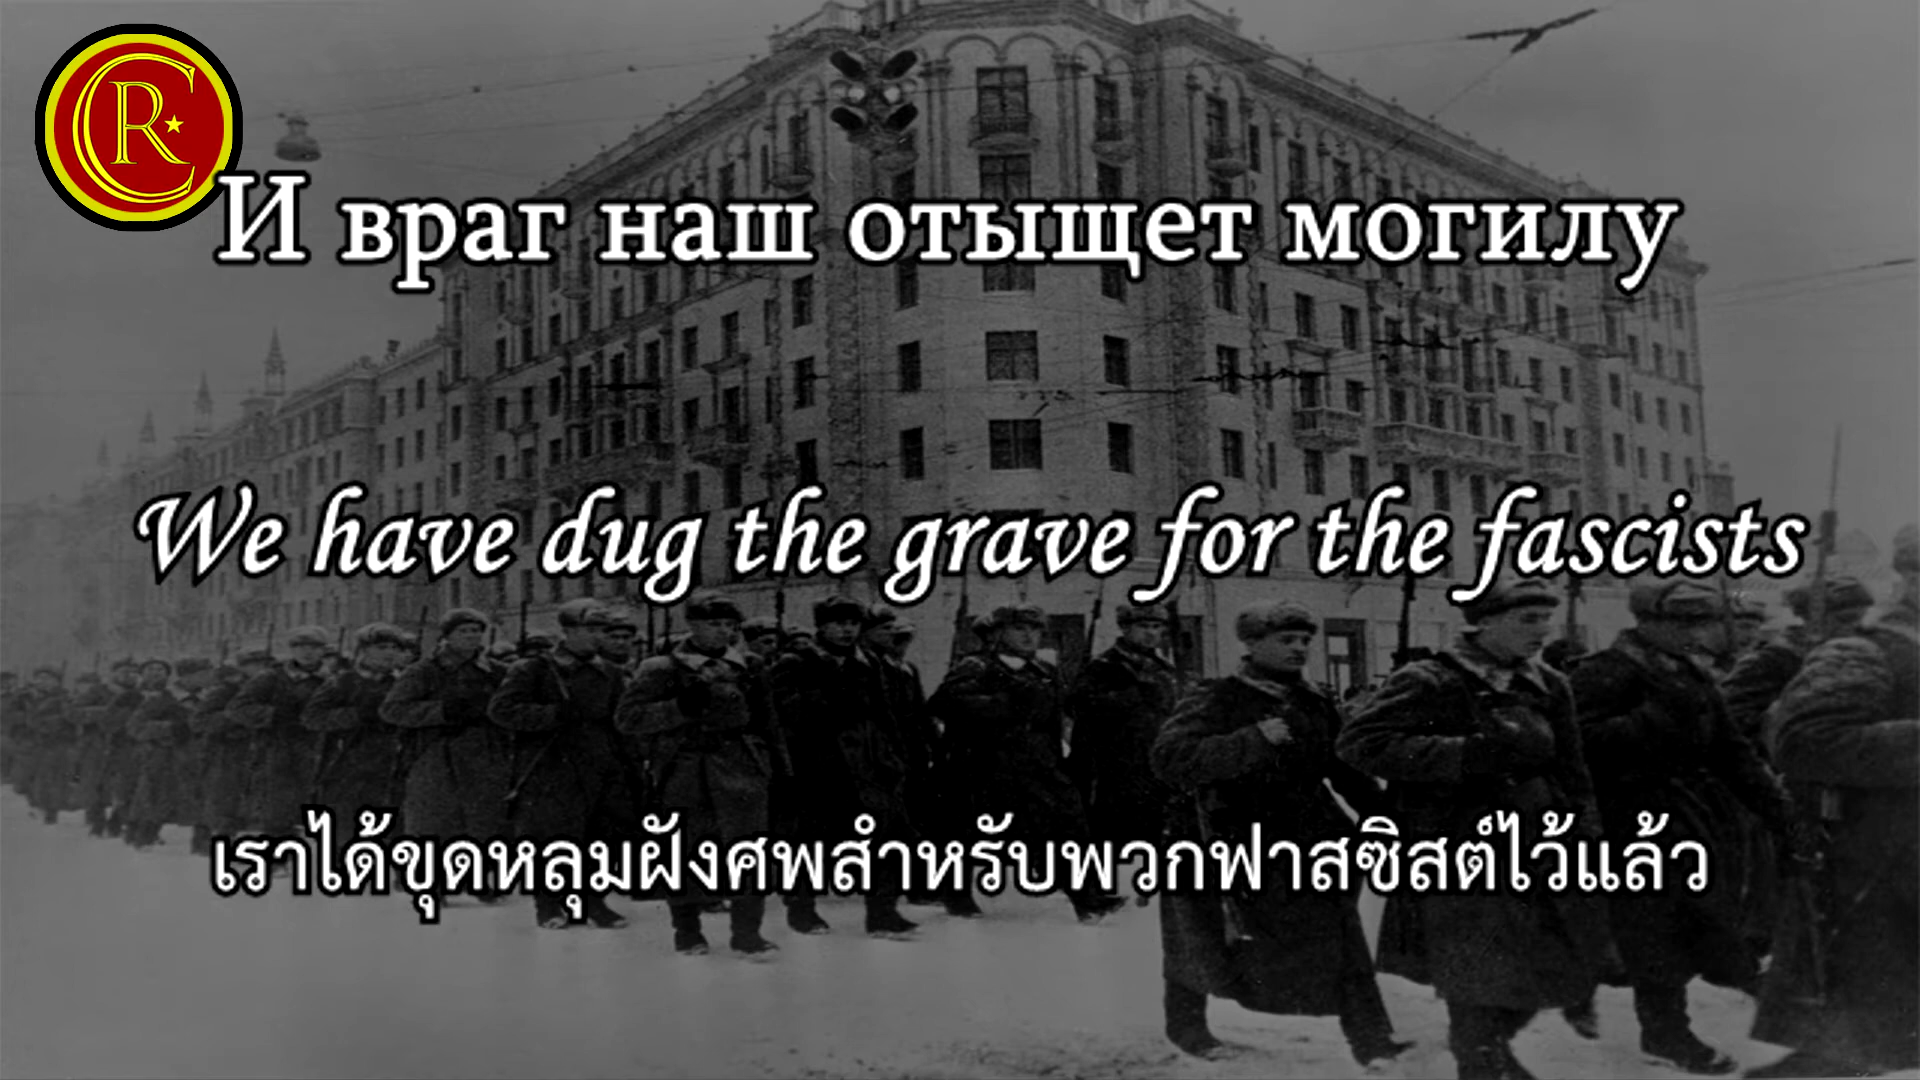 CR
И враг наш отыщет могилу
We have dug the grave for the fascists
เราได้ขุดหลุมฝังศพสำหรับพวกฟาสซิสต์ไว้แล้ว